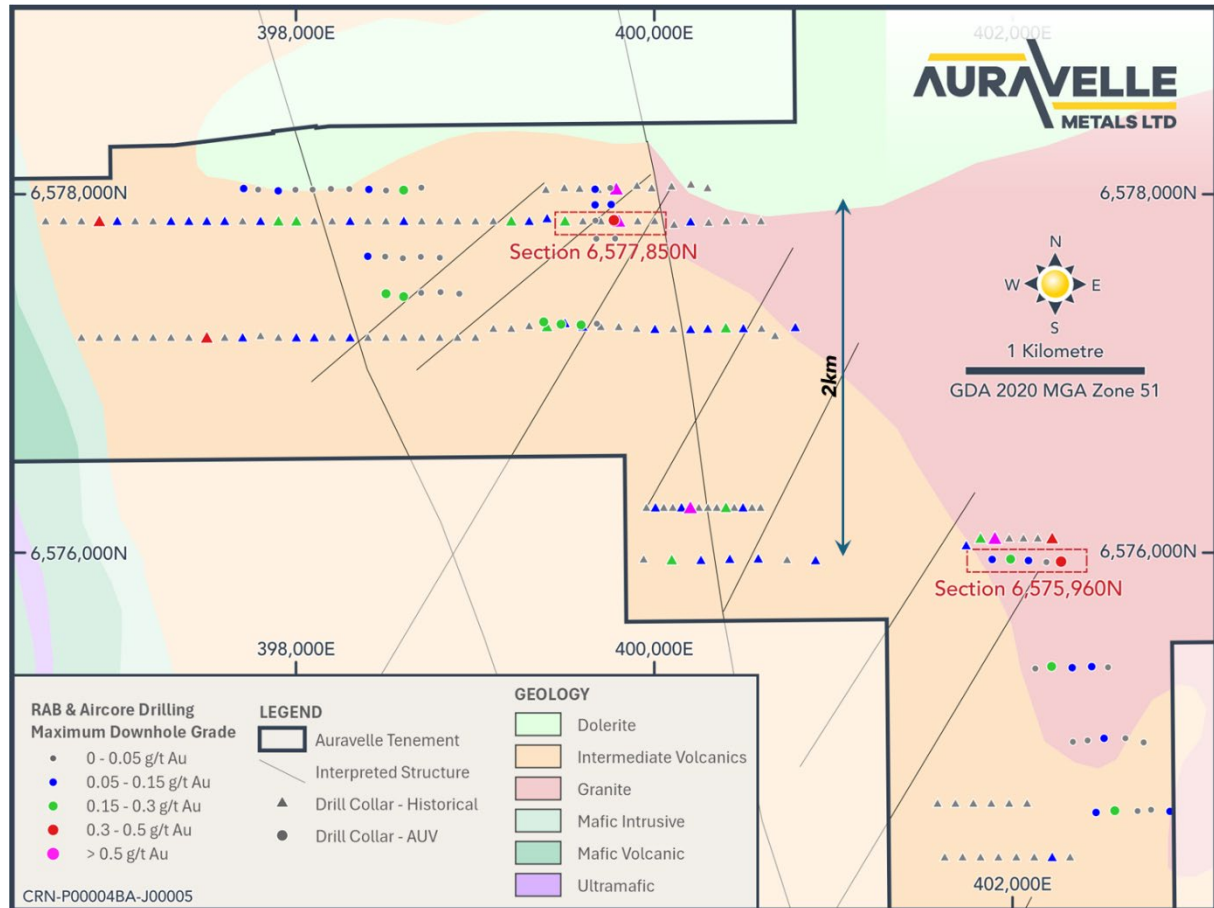 398,000E
400,000E
402,000E
AURAVELLE
METALS LTD
6,578,000N
6,578,000N
Section 6,577,850N
N
W
E
S
1 Kilometre
GDA 2020 MGA Zone 51
2km
6,576,000N
6,576,000N
Section 6,575,960N
398,000E
400,000E
RAB & Aircore Drilling
Maximum Downhole Grade
0 - 0.05 g/t Au
0.05 - 0.15 g/t Au
0.15 - 0.3 g/t Au
0.3 - 0.5 g/t Au
> 0.5 g/t Au
CRN-P00004BA-J00005
LEGEND
Auravelle Tenement
Interpreted Structure
Drill Collar - Historical
Drill Collar - AUV
GEOLOGY
Dolerite
Intermediate Volcanics
Granite
Mafic Intrusive
Mafic Volcanic
Ultramafic
402,000E